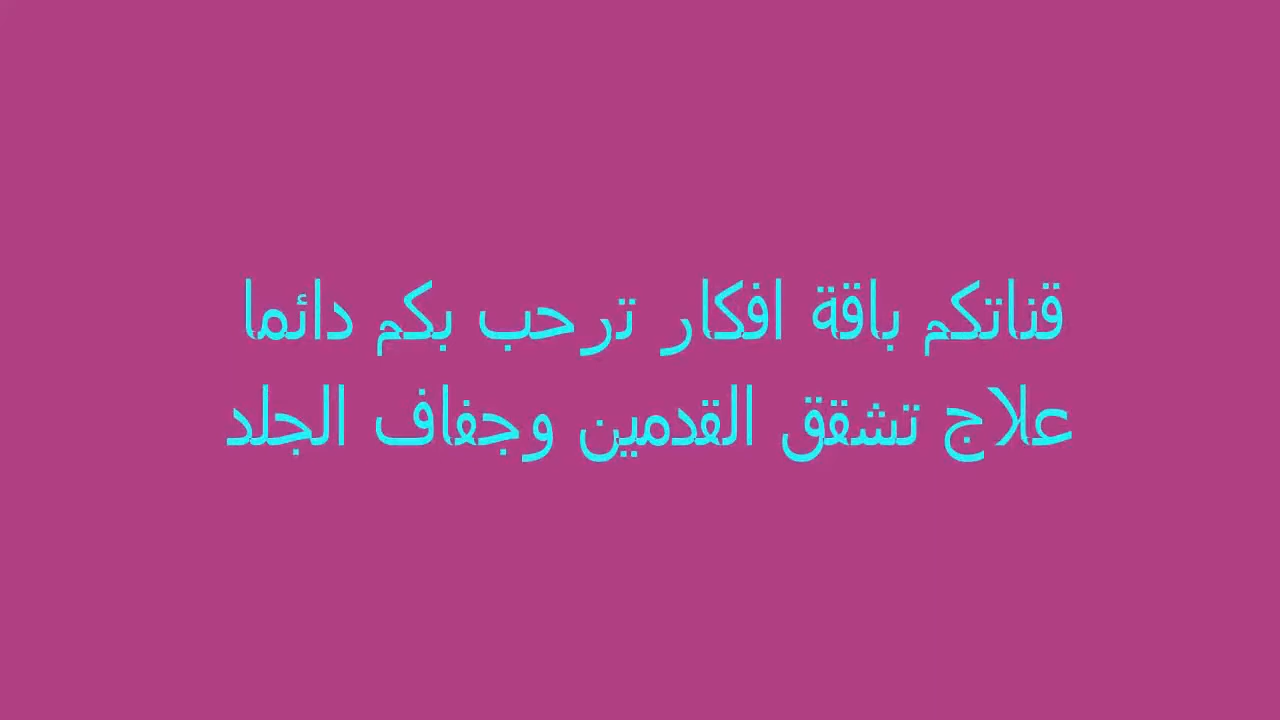 قناتكم باقة افكار ترحب بكم دائما
علاج تشقق القدمين وجفاف الجلد